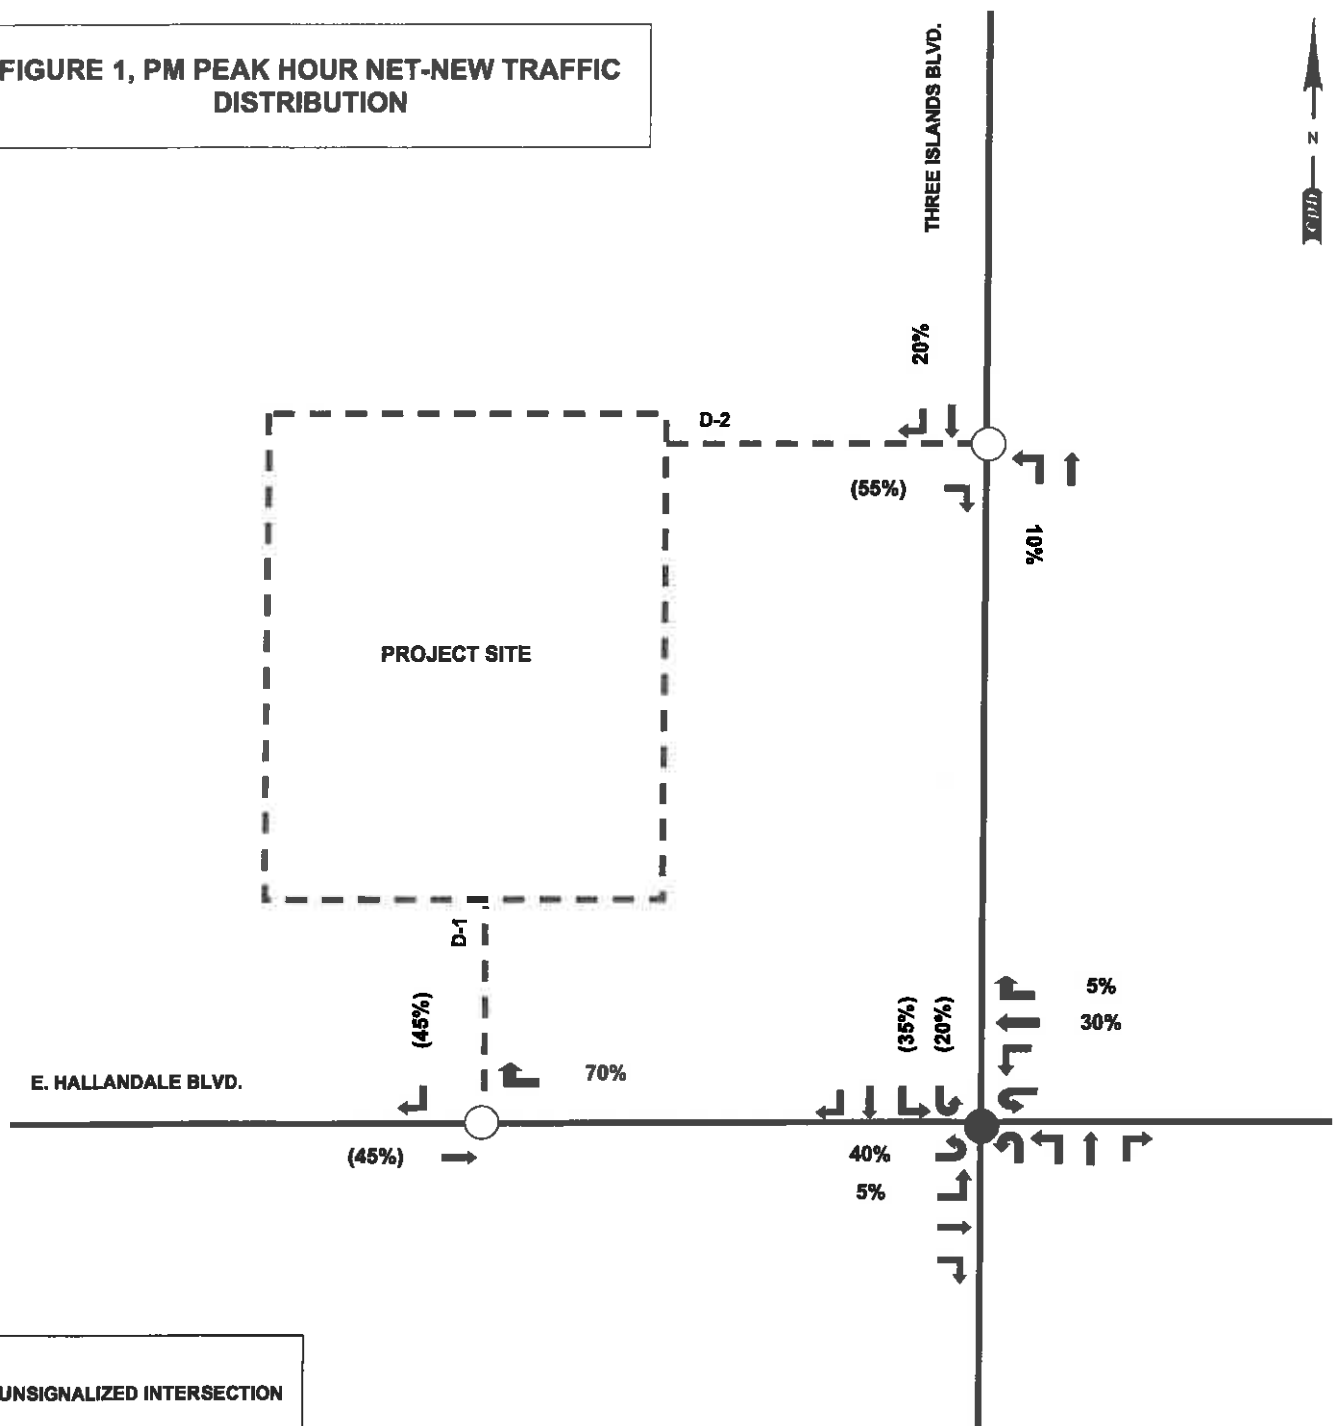 FIGURE 1, PM PEAK HOUR NET-NEW TRAFFIC
DISTRIBUTION
THREE ISLANDS BLVD.
N
20%
D-2
(55%)
10%
PROJECT SITE
D-1
(45%)
(35%)
(20%)
5%
30%
E. HALLANDALE BLVD.
70%
(45%)
40%
5%
UNSIGNALIZED INTERSECTION